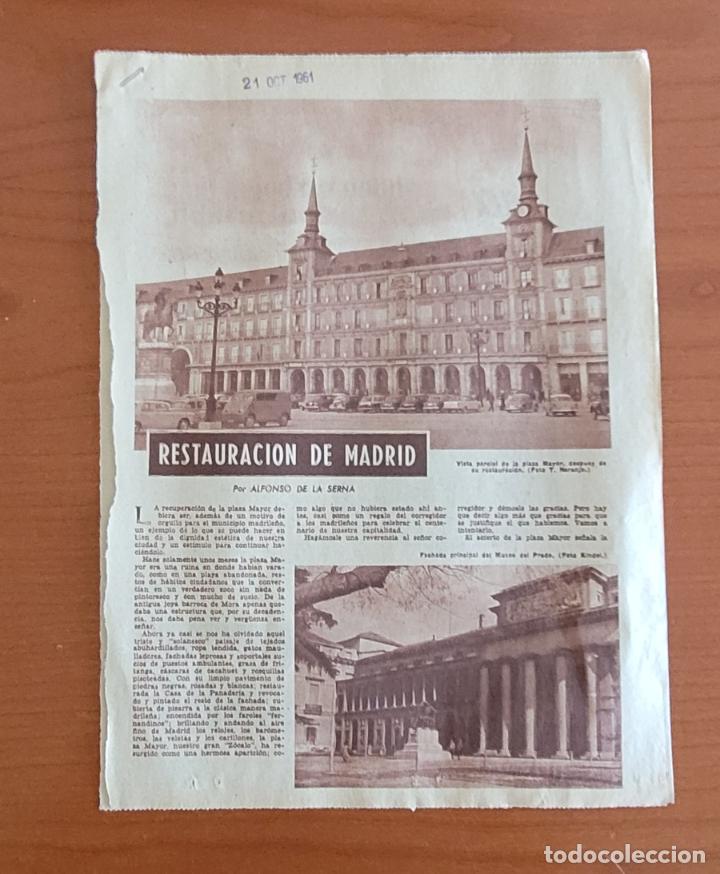 21 OCT 1961
RESTAURACION DE MADRID
Por ALFONSO DE LA SERNA
Vista parcial de la plaza Mayor, después de
su restauración. (Foto T. Naranjo.)
LA recuperación de la plaza Mayor de-
biera ser, además de un motivo de
orgullo para el municipio madrileño,
un ejemplo de lo que se puede hacer en
bien de la dignidad estética de nuestra
ciudad y un estímulo para continuar ha-
ciéndolo.
Hace solamente unos meses la plaza Ma-
yor era una ruina en donde habían vara-
do, como en una playa abandonada, res-
tos de hábitos ciudadanos que la conver-
tían en un verdadero zoco sin nada de
pintoresco y con mucho de sucio. De la
antigua joya barroca de Mora apenas que-
daba una estructura que, por su decaden-
cia, nos daba pena ver y vergüenza en-
señar.
Ahora ya casi se nos ha olvidado aquel
triste y "solanesco" paisaje de tejados
abuhardillados, ropa tendida, gatos mau-
lladores, fachadas leprosas y soportales su-
cios de puestos ambulantes, grasa de fri-
tanga, cáscaras de cacahuet y rosquillas
pisoteadas. Con su limpio pavimento de
piedras negras, rosadas y blancas; restau-
rada la Casa de la Panadería y revoca-
do y pintado el resto de la fachada; cu-
bierta de pizarra a la clásica manera ma-
drileña; encendida por los faroles "fer-
nandinos"; brillando y andando al aire
fino de Madrid los relojes, los baróme-
tros, las veletas y los carillones, la pla-
za Mayor, nuestro gran "Zócalo", ha re-
surgido como una hermosa aparición; co-
mo algo que no hubiera estado ahí an-
tes, casi como un regalo del corregidor
a los madrileños para celebrar el cente-
nario de nuestra capitalidad.
Hagámosle una reverencia al señor co-
rregidor y démosle las gracias. Pero hay
que decir algo más que gracias para que
se justifique el que hablemos. Vamos a
intentarlo.
El acierto de la plaza Mayor señala la
Fachada principal del Museo del Prado. (Foto Kindel.)
todocoleccion.net